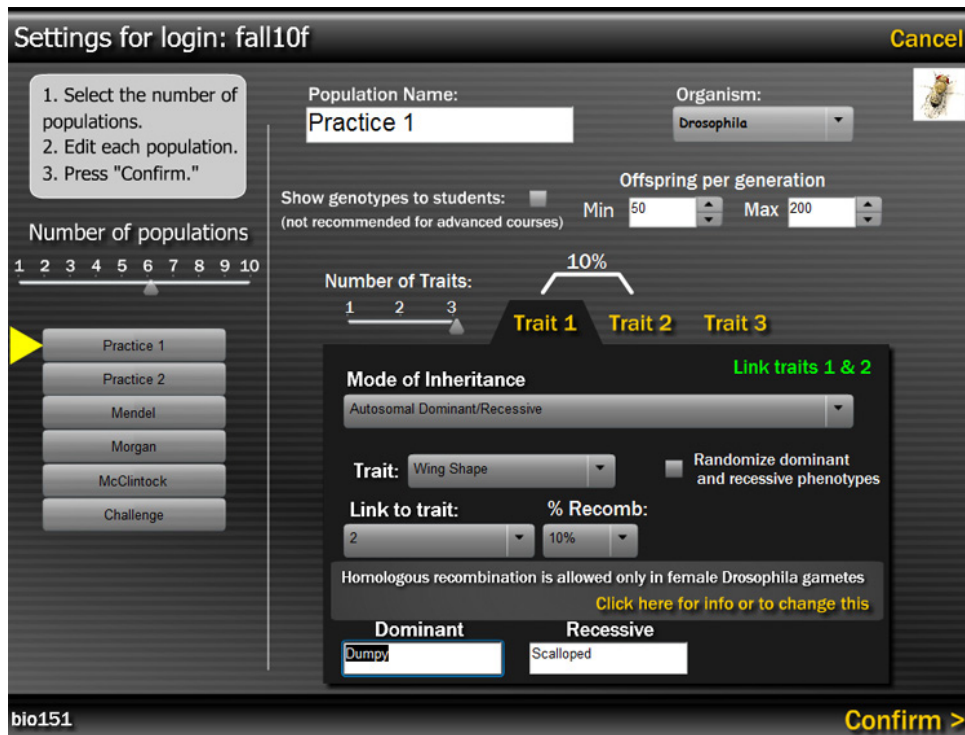 Settings for login: fall10f
Cancel
1. Select the number of
populations.
2. Edit each population.
3. Press "Confirm."
Number of populations
1 2 3 4 5 6 7 8 9 10
Practice 1
Practice 2
Mendel
Morgan
McClintock
Challenge
Population Name:
Practice 1
Organism:
Drosophila
Show genotypes to students:
(not recommended for advanced courses)
Offspring per generation
Min 50 Max 200
Number of Traits:
1 2 3
10%
Trait 1 Trait 2 Trait 3
Link traits 1 & 2
Mode of Inheritance
Autosomal Dominant/Recessive
Trait: Wing Shape
Randomize dominant
and recessive phenotypes
Link to trait: % Recomb:
2 10%
Homologous recombination is allowed only in female Drosophila gametes
Click here for info or to change this
Dominant Recessive
Dumpy Scalloped
bio151
Confirm >